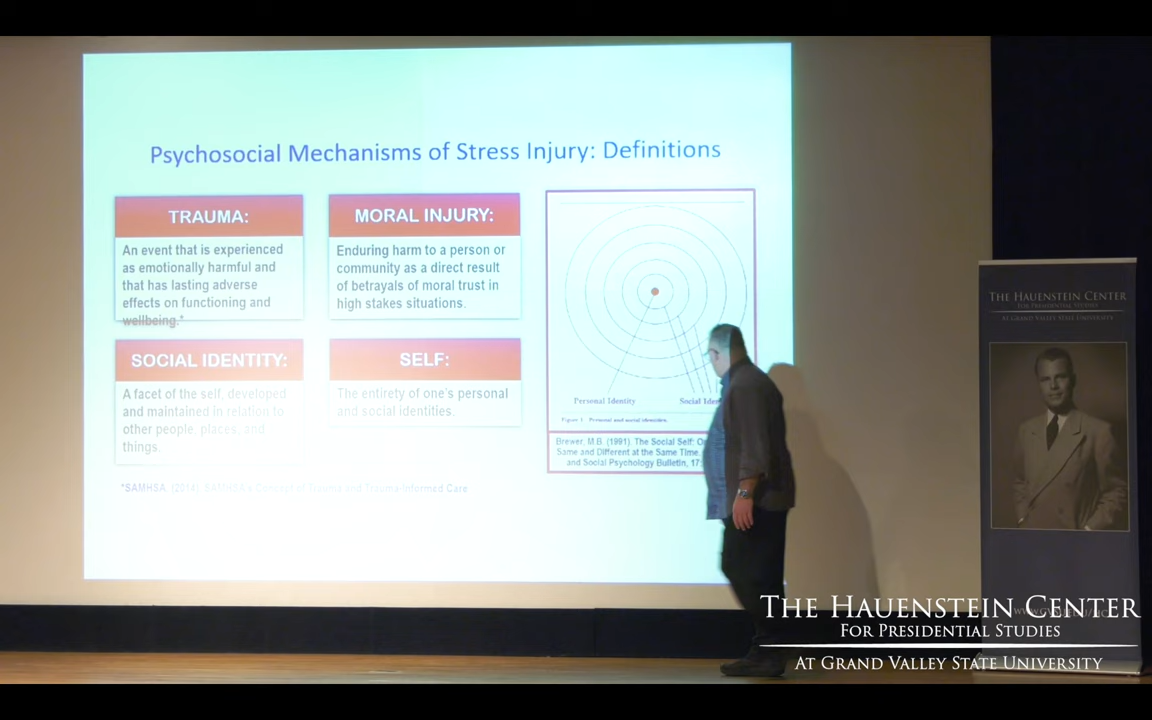 Psychosocial Mechanisms of Stress Injury: Definitions
TRAUMA:
An event that is experienced
as emotionally harmful and
that has lasting adverse
effects on functioning and
wellbeing.*
MORAL INJURY:
Enduring harm to a person or
community as a direct result
of betrayals of moral trust in
high stakes situations.
SOCIAL IDENTITY:
A facet of the self, developed
and maintained in relation to
other people, places, and
things.
SELF:
The entirety of one's personal
and social identities.
*SAMHSA. (2014). SAMHSA's Concept of Trauma and Trauma-Informed Care
Personal Identity
Social
Figure 1. Personal and social identities.
Brewer, M.B. (1991). The Social Self: O
Same and Different at the Same Time.
and Social Psychology Bulletin, 17
THE HAUENSTEIN CENTER
FOR PRESIDENTIAL STUDIES
AT GRAND VALLEY STATE UNIVERSITY
THE HAUENSTEIN CENTER
FOR PRESIDENTIAL STUDIES
AT GRAND VALLEY STATE UNIVERSITY